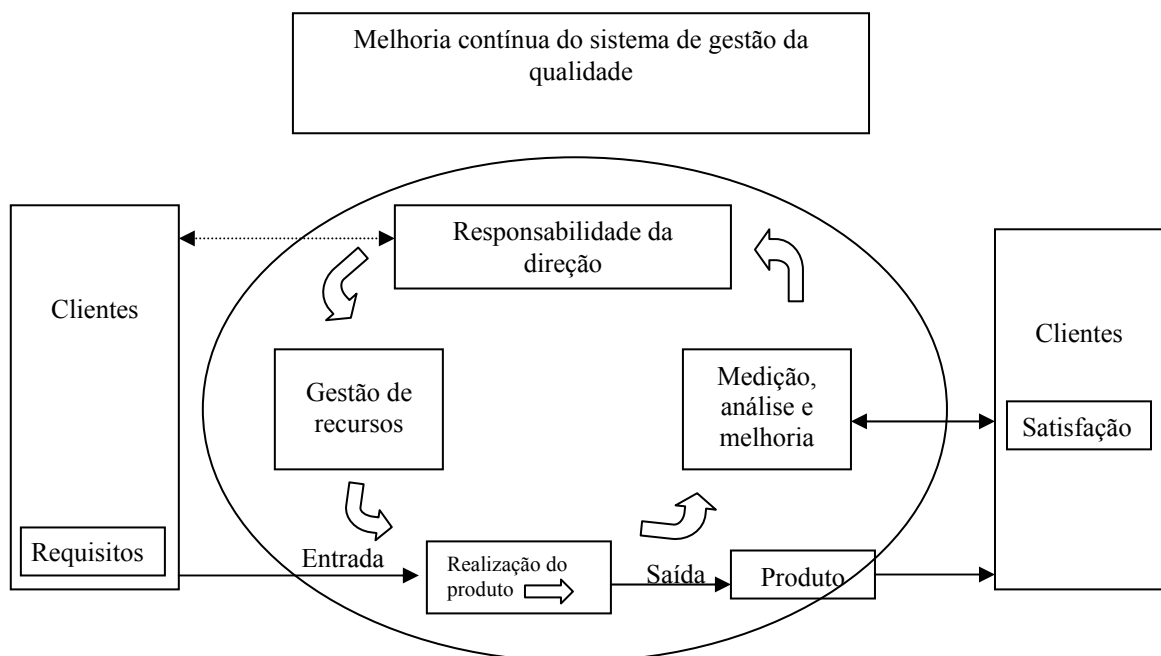 Melhoria contínua do sistema de gestão da
qualidade
Responsabilidade da
direção
Clientes
Clientes
Gestão de
recursos
Medição,
análise e
melhoria
Satisfação
Requisitos
Entrada
Realização do
produto
Saída
Produto